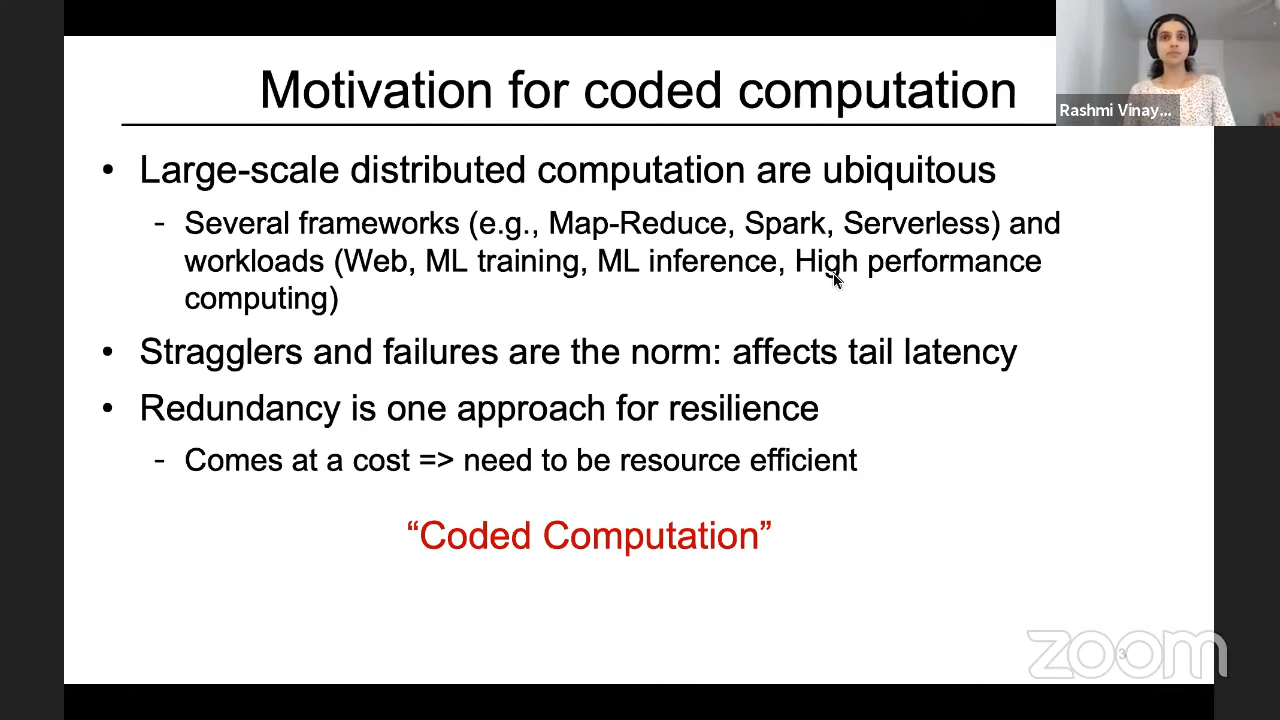 Motivation for coded computation
Rashmi Vinay...
• Large-scale distributed computation are ubiquitous
- Several frameworks (e.g., Map-Reduce, Spark, Serverless) and
workloads (Web, ML training, ML inference, High performance
computing)
• Stragglers and failures are the norm: affects tail latency
• Redundancy is one approach for resilience
- Comes at a cost => need to be resource efficient
“Coded Computation”
zoom
3